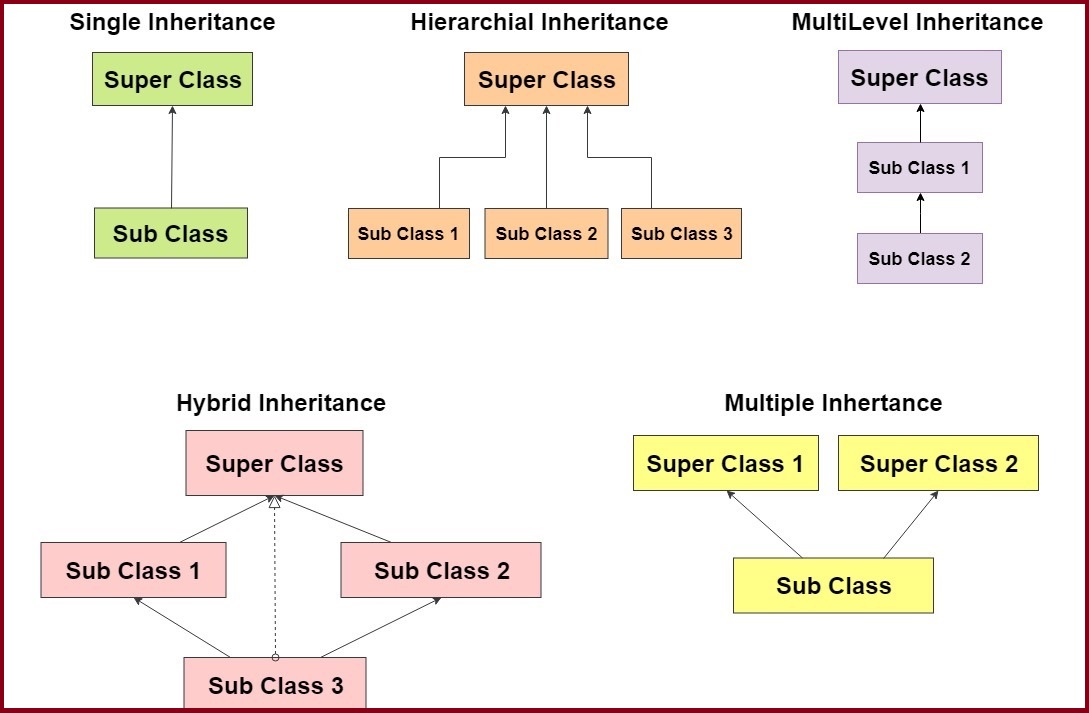 Single Inheritance
Super Class
Sub Class
Hierarchial Inheritance
Super Class
Sub Class 1
Sub Class 2
Sub Class 3
MultiLevel Inheritance
Super Class
Sub Class 1
Sub Class 2
Hybrid Inheritance
Super Class
Sub Class 1
Sub Class 2
Sub Class 3
Multiple Inhertance
Super Class 1
Super Class 2
Sub Class